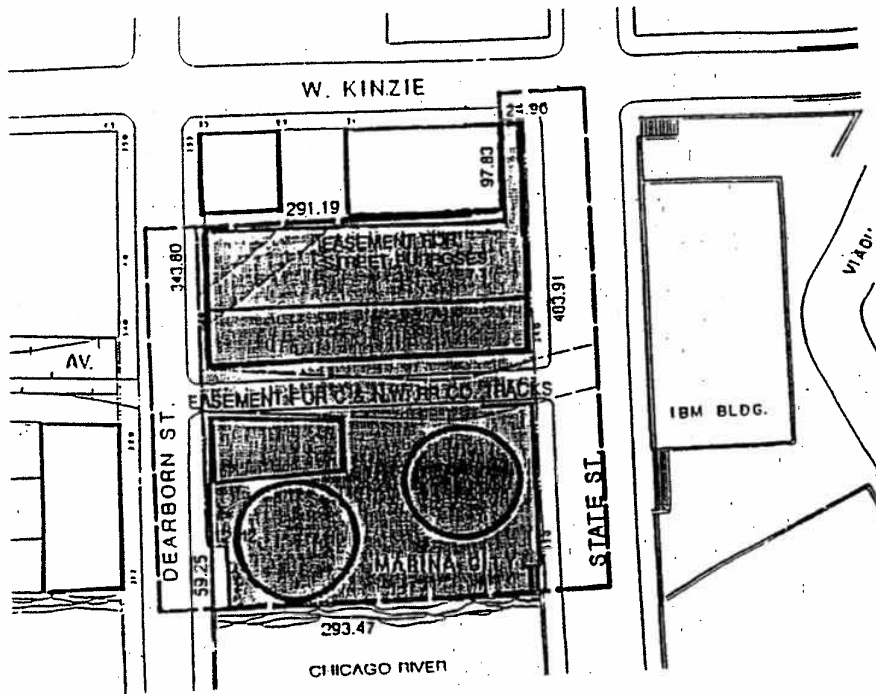 W. KINZIE
24.96
97.83
291.19
EASEMENT FOR
STREET PURPOSES
343.80
403.91
AV.
EASEMENT FOR C & N.W. RR. CO. TRACKS
IBM BLDG.
DEARBORN ST.
STATE ST.
59.25
MARINA CITY
293.47
CHICAGO RIVER